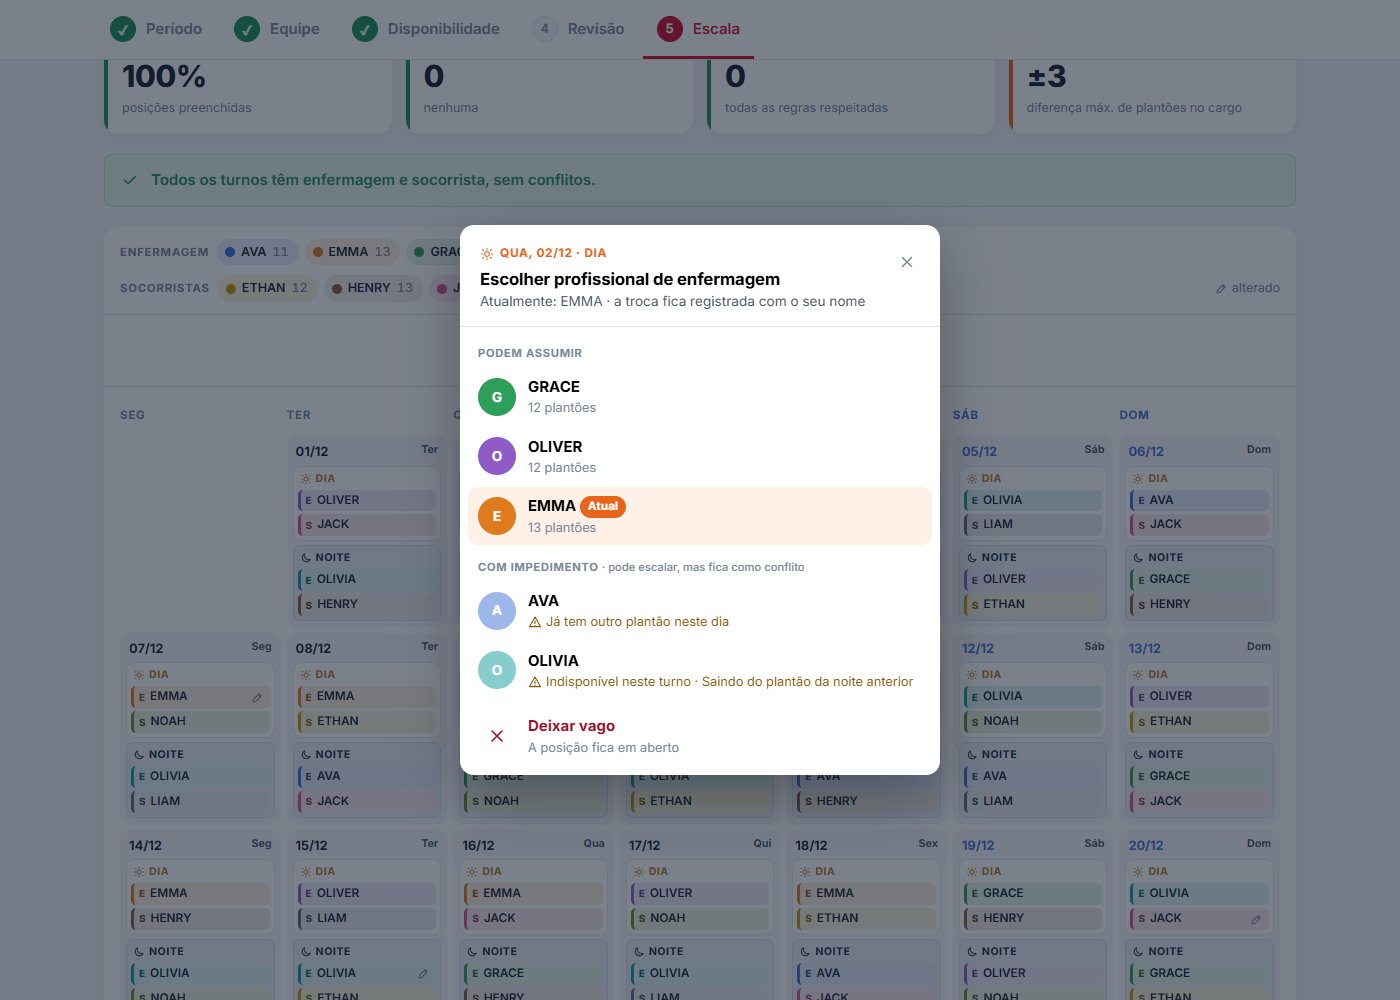 Período
Equipe
Disponibilidade
4 Revisão
5 Escala
100%
posições preenchidas
0
nenhuma
0
todas as regras respeitadas
±3
diferença máx. de plantões no cargo
Todos os turnos têm enfermagem e socorrista, sem conflitos.
ENFERMAGEM AVA 11 EMMA 13
SOCORRISTAS ETHAN 12 HENRY 13
alterado
QUA, 02/12 · DIA
Escolher profissional de enfermagem
Atualmente: EMMA · a troca fica registrada com o seu nome
PODEM ASSUMIR
G GRACE
12 plantões
O OLIVER
12 plantões
E EMMA Atual
13 plantões
COM IMPEDIMENTO · pode escalar, mas fica como conflito
A AVA
Já tem outro plantão neste dia
O OLIVIA
Indisponível neste turno · Saindo do plantão da noite anterior
Deixar vago
A posição fica em aberto
SEG TER SÁB DOM
01/12 Ter
DIA
E OLIVER
S JACK
NOITE
E OLIVIA
S HENRY
05/12 Sáb
DIA
E OLIVIA
S LIAM
NOITE
E OLIVER
S ETHAN
06/12 Dom
DIA
E AVA
S JACK
NOITE
E GRACE
S HENRY
07/12 Seg
DIA
E EMMA
S NOAH
NOITE
E OLIVIA
S LIAM
08/12 Ter
DIA
E EMMA
S ETHAN
NOITE
E AVA
S JACK
E GRACE
S NOAH
E OLIVIA
S ETHAN
E AVA
S HENRY
12/12 Sáb
DIA
E OLIVIA
S NOAH
NOITE
E AVA
S LIAM
13/12 Dom
DIA
E OLIVER
S ETHAN
NOITE
E GRACE
S JACK
14/12 Seg
DIA
E EMMA
S HENRY
NOITE
E OLIVIA
S NOAH
15/12 Ter
DIA
E OLIVER
S LIAM
NOITE
E OLIVIA
S ETHAN
16/12 Qua
DIA
E EMMA
S JACK
NOITE
E GRACE
S HENRY
17/12 Qui
DIA
E OLIVER
S NOAH
NOITE
E OLIVIA
S LIAM
18/12 Sex
DIA
E EMMA
S ETHAN
NOITE
E AVA
S JACK
19/12 Sáb
DIA
E GRACE
S HENRY
NOITE
E OLIVER
S NOAH
20/12 Dom
DIA
E OLIVIA
S JACK
NOITE
E GRACE
S ETHAN